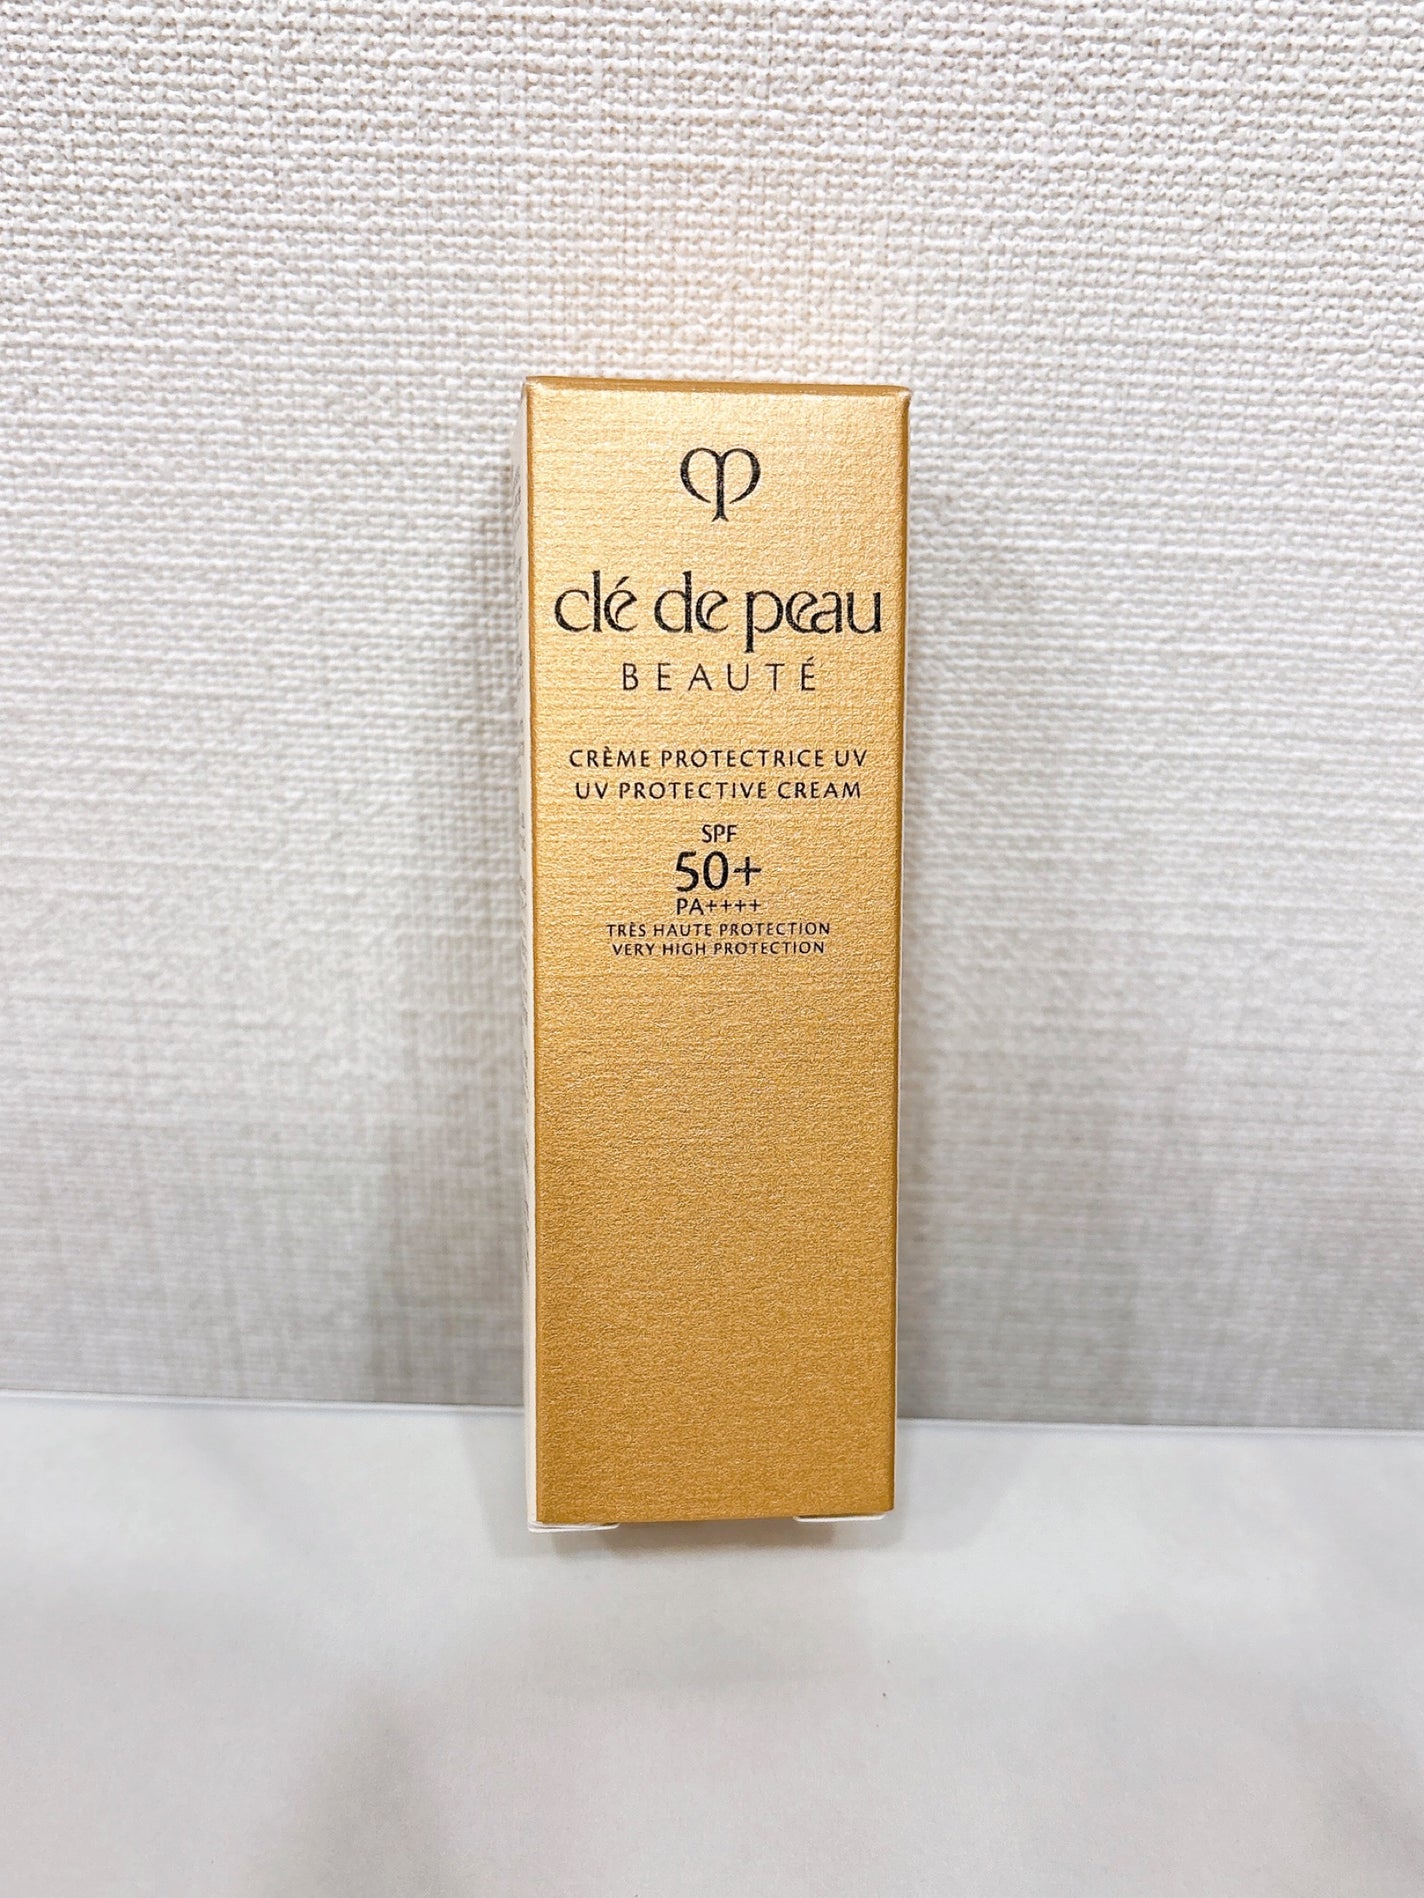 clé de peau
BEAUTÉ
CRÈME PROTECTRICE UV
UV PROTECTIVE CREAM
SPF
50+
PA++++
TRÈS HAUTE PROTECTION
VERY HIGH PROTECTION